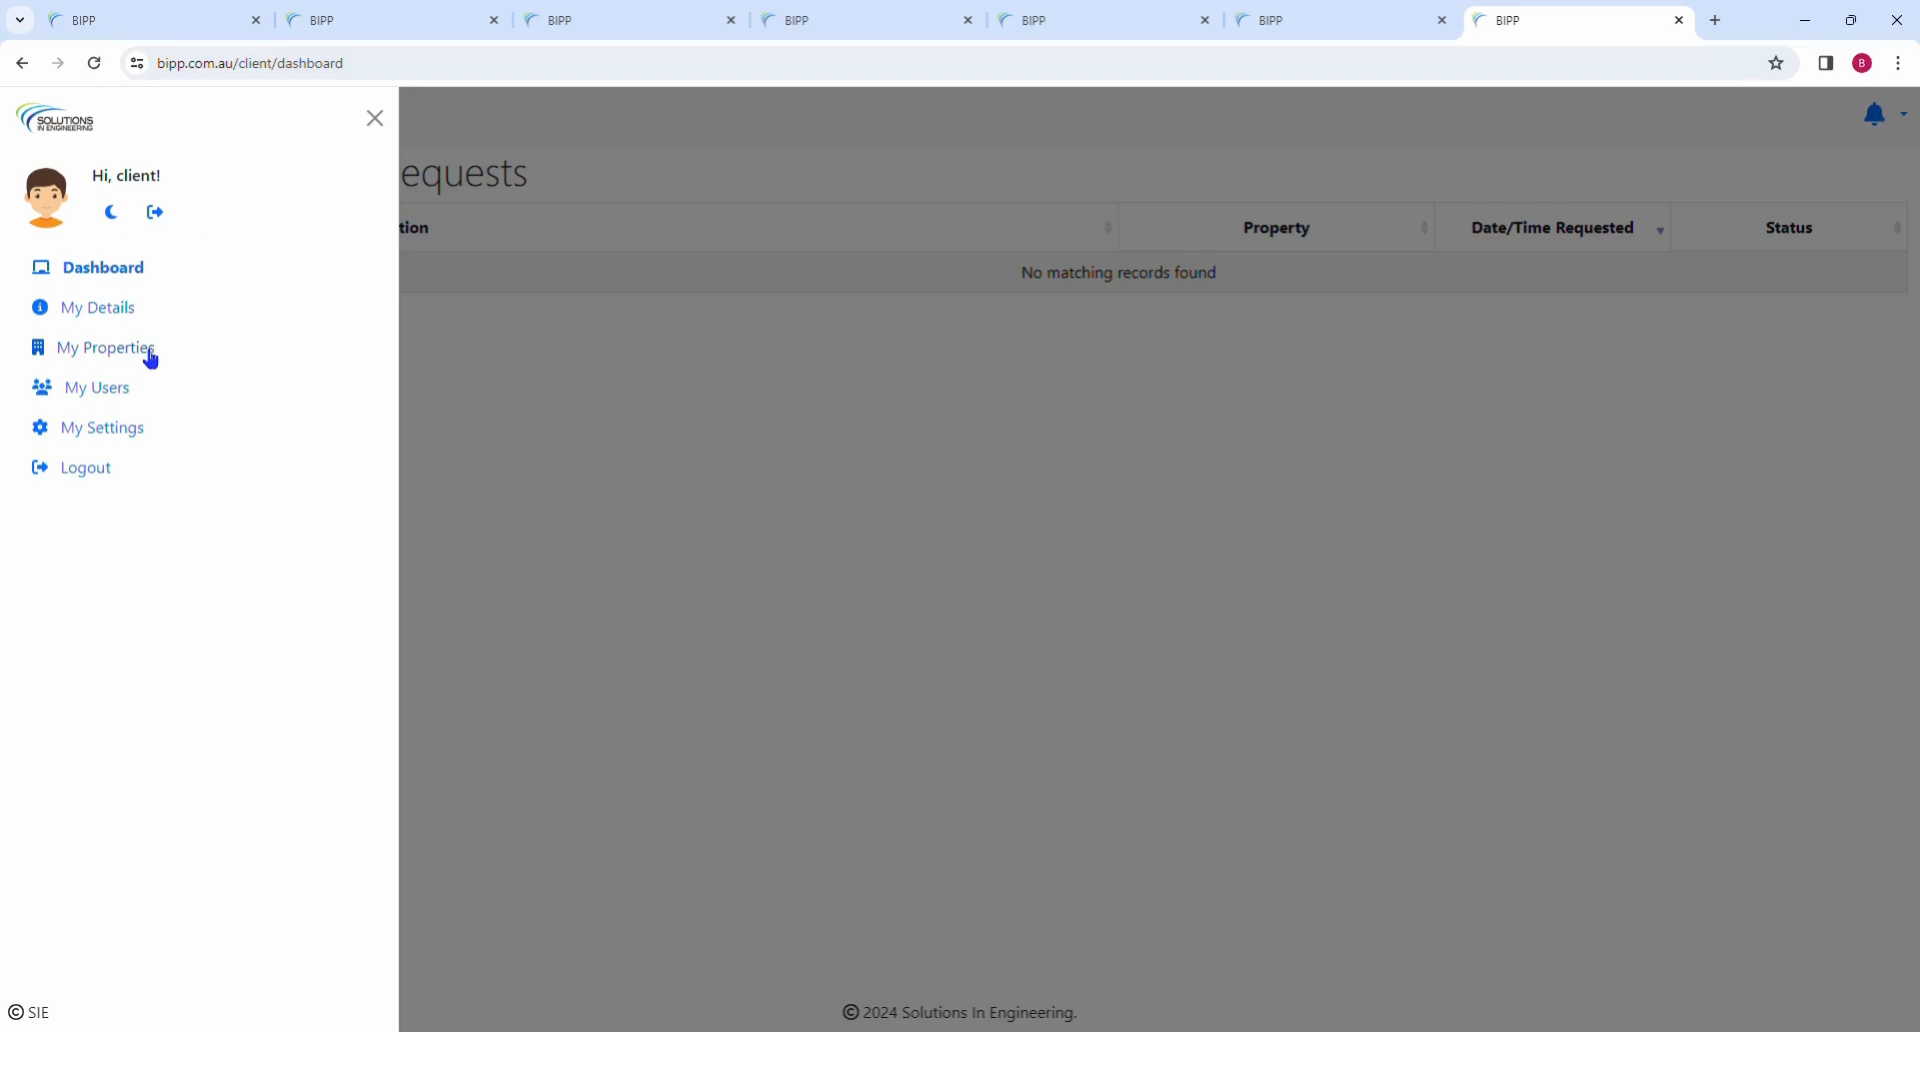 BIPP BIPP BIPP BIPP BIPP BIPP BIPP
bipp.com.au/client/dashboard
B
SOLUTIONS
IN ENGINEERING
Hi, client!
equests
tion Property Date/Time Requested Status
No matching records found
Dashboard
My Details
My Properties
My Users
My Settings
Logout
© SIE
© 2024 Solutions In Engineering.